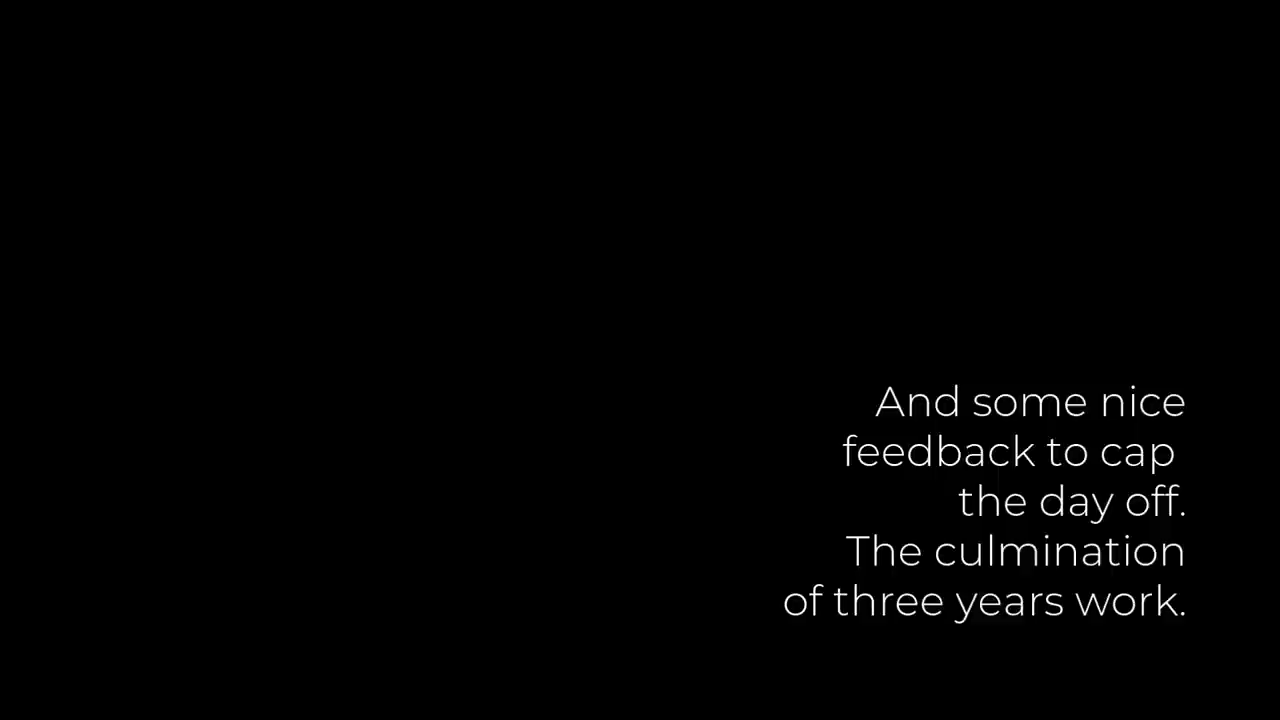 And some nice
feedback to cap
the day off.
The culmination
of three years work.